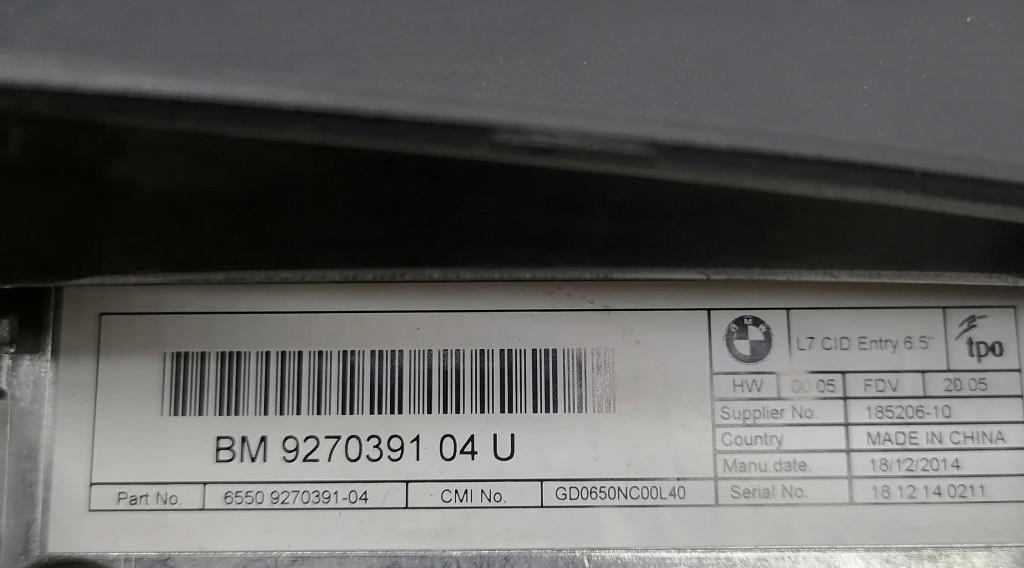 BM 9270391 04 U
Part No. 6550 9270391-04 CMI No. GD0650NC00L40
BMW
L7 CID Entry 6.5"
tpo
HW 00 05 FDV 20 05
Supplier No. 185206-10
Country MADE IN CHINA
Manu.date. 18/12/2014
Serial No. 18 12 14 0211